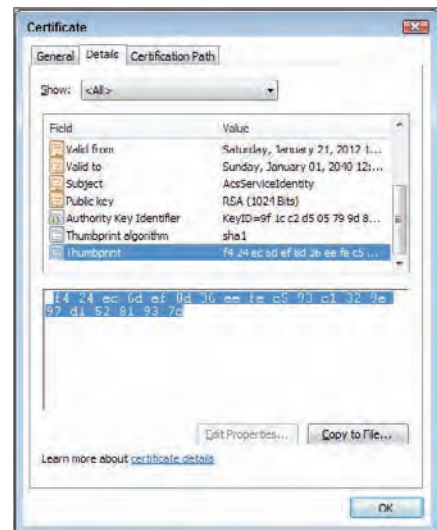 Certificate
General Details Certification Path
Show: <All>
Field Value
Valid from Saturday, January 21, 2012 1...
Valid to Sunday, January 01, 2040 12:...
Subject AcsServiceIdentity
Public key RSA (1024 Bits)
Authority Key Identifier KeyID=9f 1c c2 d5 05 79 9d 8...
Thumbprint algorithm sha1
Thumbprint f4 24 ec 6d ef 8d 36 ee fe c5 ...
f4 24 ec 6d ef 8d 36 ee fe c5 93 c1 32 9e
97 d1 52 81 93 7c
Edit Properties... Copy to File...
Learn more about certificate details
OK